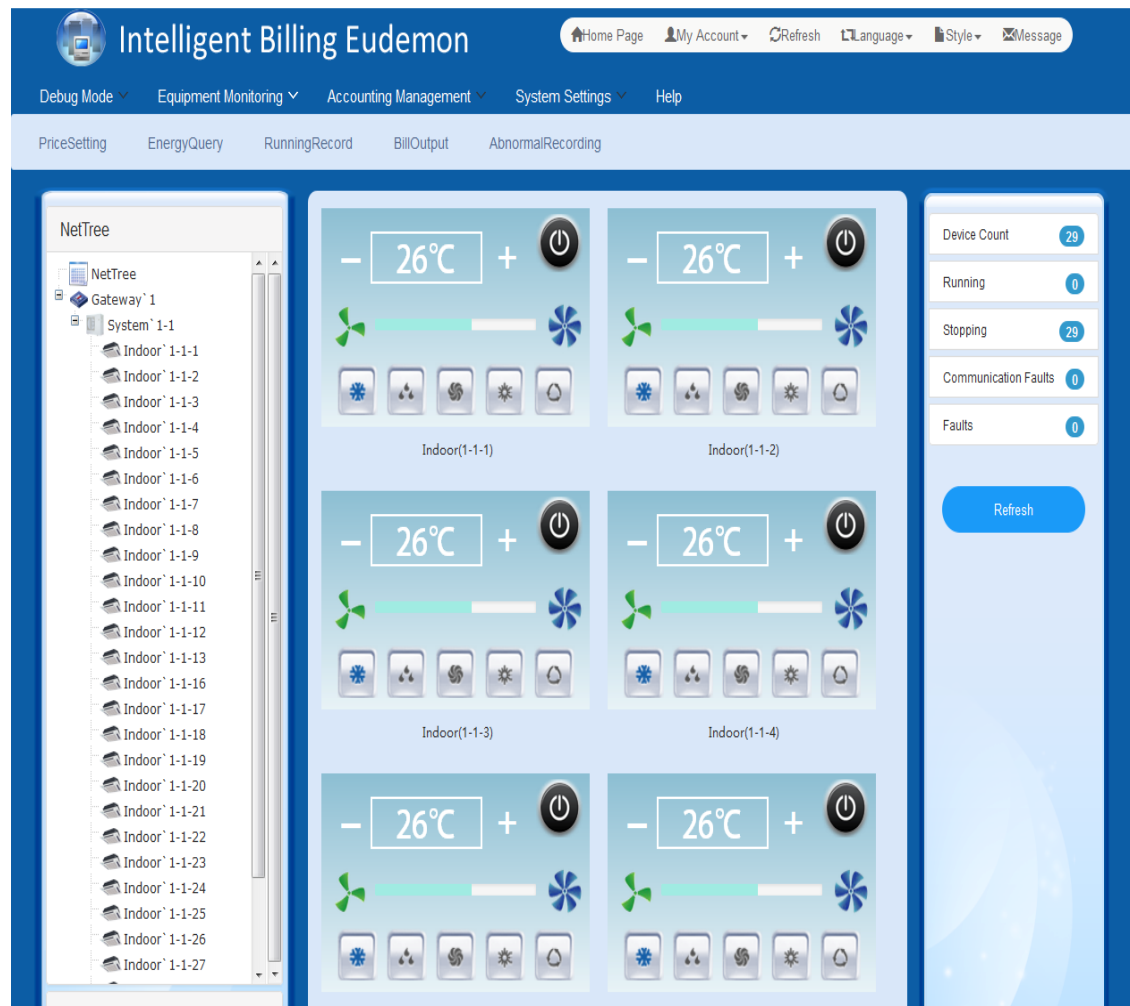 Intelligent Billing Eudemon
Home Page My Account Refresh Language Style Message
Debug Mode Equipment Monitoring Accounting Management System Settings Help
PriceSetting EnergyQuery RunningRecord BillOutput AbnormalRecording
NetTree
NetTree
Gateway`1
System`1-1
Indoor`1-1-1
Indoor`1-1-2
Indoor`1-1-3
Indoor`1-1-4
Indoor`1-1-5
Indoor`1-1-6
Indoor`1-1-7
Indoor`1-1-8
Indoor`1-1-9
Indoor`1-1-10
Indoor`1-1-11
Indoor`1-1-12
Indoor`1-1-13
Indoor`1-1-16
Indoor`1-1-17
Indoor`1-1-18
Indoor`1-1-19
Indoor`1-1-20
Indoor`1-1-21
Indoor`1-1-22
Indoor`1-1-23
Indoor`1-1-24
Indoor`1-1-25
Indoor`1-1-26
Indoor`1-1-27
− 26℃ + − 26℃ +
Indoor(1-1-1) Indoor(1-1-2)
− 26℃ + − 26℃ +
Indoor(1-1-3) Indoor(1-1-4)
− 26℃ + − 26℃ +
Device Count 29
Running 0
Stopping 29
Communication Faults 0
Faults 0
Refresh